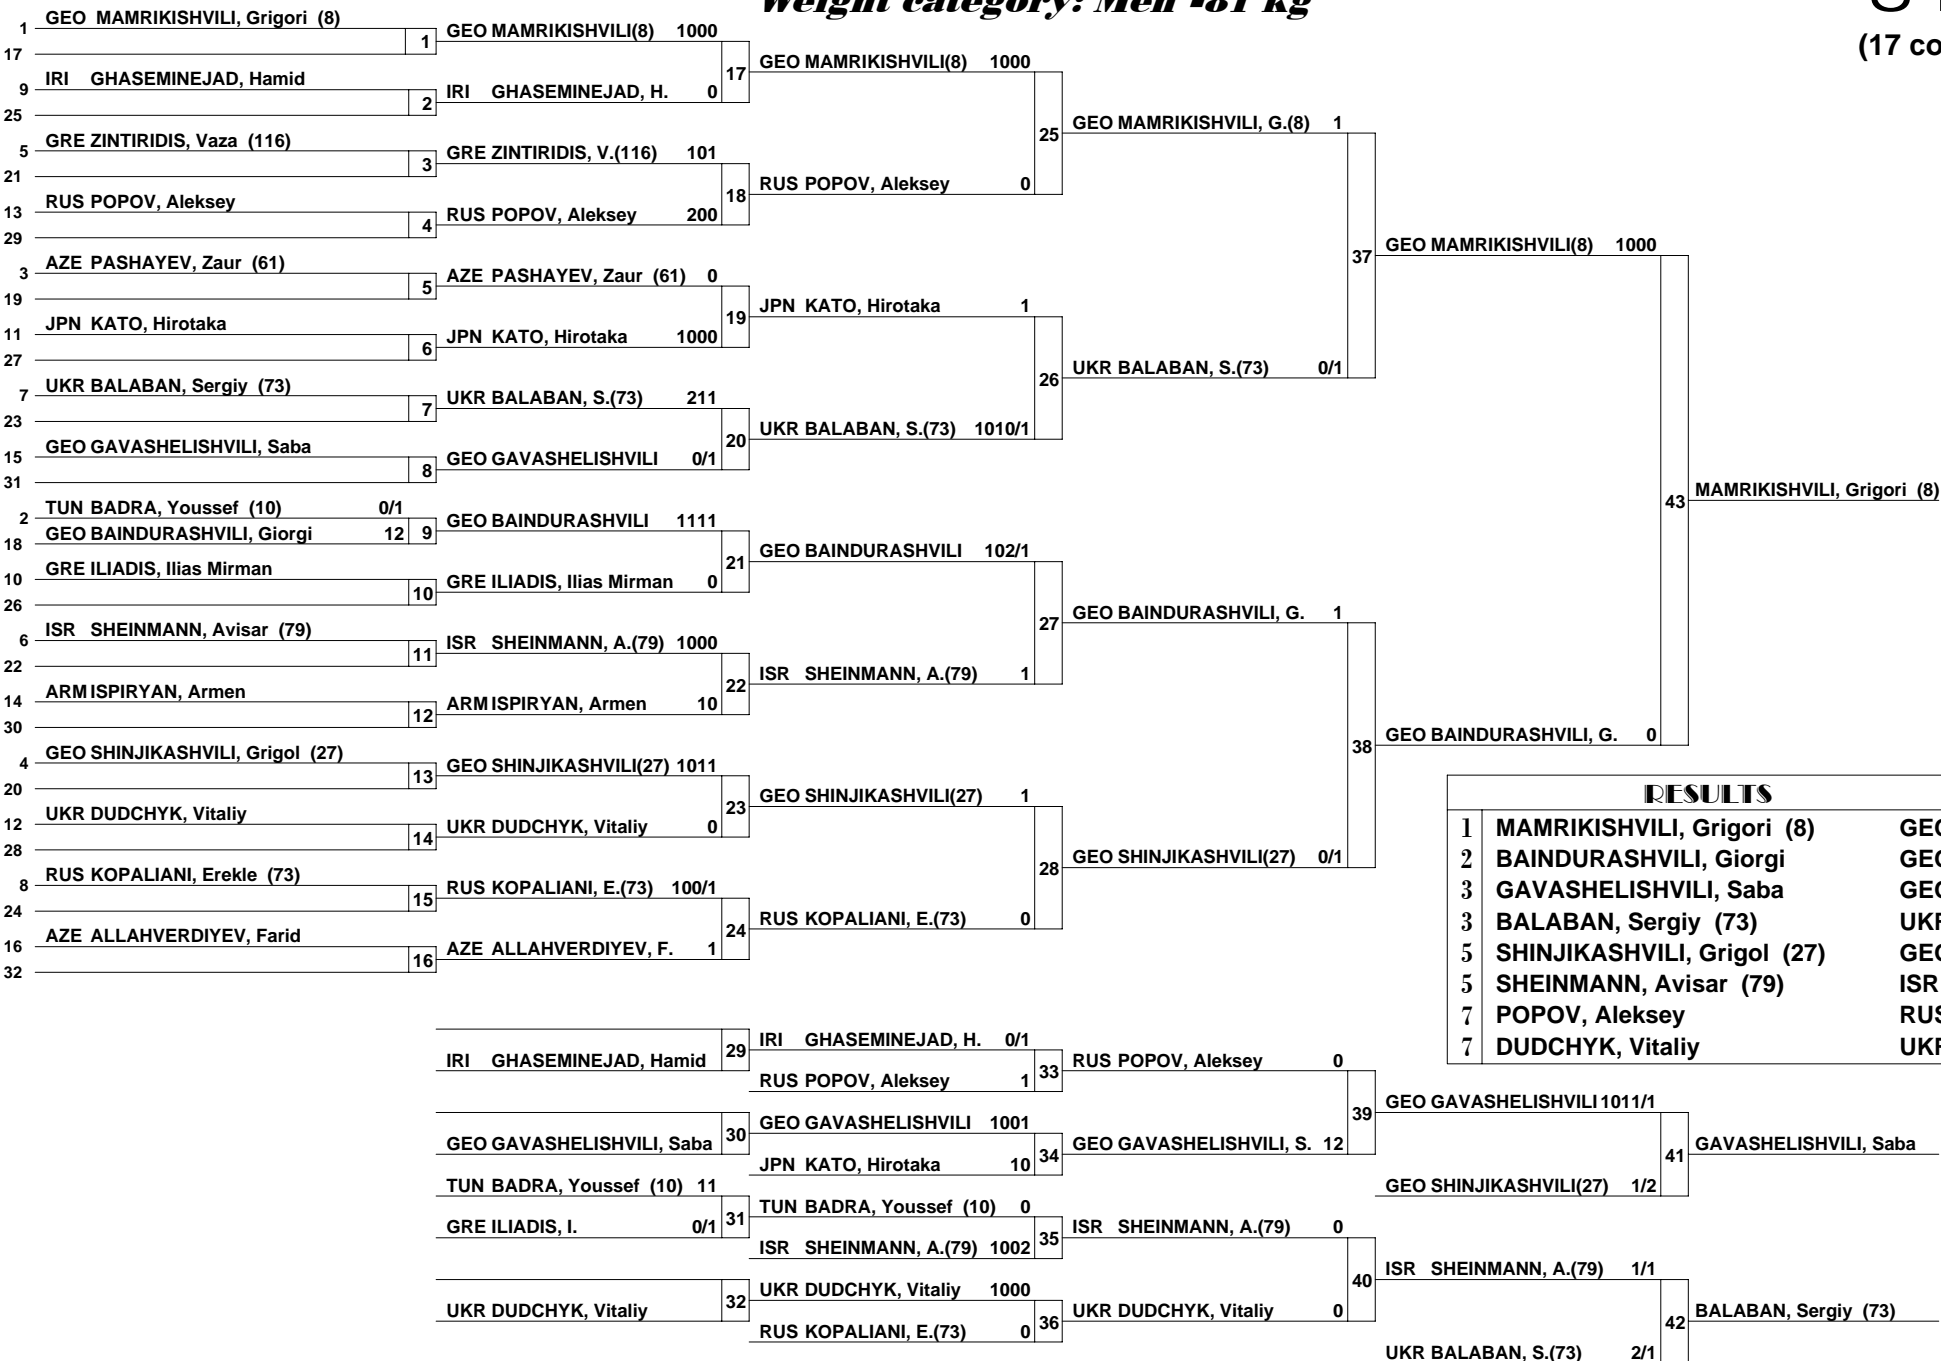 Weight category: Men -81 kg
(17 co
1 GEO MAMRIKISHVILI, Grigori (8)
17
1
9 IRI GHASEMINEJAD, Hamid
25
2
5 GRE ZINTIRIDIS, Vaza (116)
21
3
13 RUS POPOV, Aleksey
29
4
3 AZE PASHAYEV, Zaur (61)
19
5
11 JPN KATO, Hirotaka
27
6
7 UKR BALABAN, Sergiy (73)
23
7
15 GEO GAVASHELISHVILI, Saba
31
8
2 TUN BADRA, Youssef (10) 0/1
18 GEO BAINDURASHVILI, Giorgi 12
9
10 GRE ILIADIS, Ilias Mirman
26
10
6 ISR SHEINMANN, Avisar (79)
22
11
14 ARM ISPIRYAN, Armen
30
12
4 GEO SHINJIKASHVILI, Grigol (27)
20
13
12 UKR DUDCHYK, Vitaliy
28
14
8 RUS KOPALIANI, Erekle (73)
24
15
16 AZE ALLAHVERDIYEV, Farid
32
16
GEO MAMRIKISHVILI(8) 1000
17
IRI GHASEMINEJAD, H. 0
GRE ZINTIRIDIS, V.(116) 101
18
RUS POPOV, Aleksey 200
AZE PASHAYEV, Zaur (61) 0
19
JPN KATO, Hirotaka 1000
UKR BALABAN, S.(73) 211
20
GEO GAVASHELISHVILI 0/1
GEO BAINDURASHVILI 1111
21
GRE ILIADIS, Ilias Mirman 0
ISR SHEINMANN, A.(79) 1000
22
ARM ISPIRYAN, Armen 10
GEO SHINJIKASHVILI(27) 1011
23
UKR DUDCHYK, Vitaliy 0
RUS KOPALIANI, E.(73) 100/1
24
AZE ALLAHVERDIYEV, F. 1
GEO MAMRIKISHVILI(8) 1000
25
RUS POPOV, Aleksey 0
JPN KATO, Hirotaka 1
26
UKR BALABAN, S.(73) 1010/1
GEO BAINDURASHVILI 102/1
27
ISR SHEINMANN, A.(79) 1
GEO SHINJIKASHVILI(27) 1
28
RUS KOPALIANI, E.(73) 0
GEO MAMRIKISHVILI, G.(8) 1
37
UKR BALABAN, S.(73) 0/1
GEO BAINDURASHVILI, G. 1
38
GEO SHINJIKASHVILI(27) 0/1
GEO MAMRIKISHVILI(8) 1000
43
GEO BAINDURASHVILI, G. 0
MAMRIKISHVILI, Grigori (8)
RESULTS
1 MAMRIKISHVILI, Grigori (8) GEO
2 BAINDURASHVILI, Giorgi GEO
3 GAVASHELISHVILI, Saba GEO
3 BALABAN, Sergiy (73) UKR
5 SHINJIKASHVILI, Grigol (27) GEO
5 SHEINMANN, Avisar (79) ISR
7 POPOV, Aleksey RUS
7 DUDCHYK, Vitaliy UKR
IRI GHASEMINEJAD, Hamid
29
GEO GAVASHELISHVILI, Saba
30
TUN BADRA, Youssef (10) 11
31
GRE ILIADIS, I. 0/1
UKR DUDCHYK, Vitaliy
32
IRI GHASEMINEJAD, H. 0/1
33
RUS POPOV, Aleksey 1
GEO GAVASHELISHVILI 1001
34
JPN KATO, Hirotaka 10
TUN BADRA, Youssef (10) 0
35
ISR SHEINMANN, A.(79) 1002
UKR DUDCHYK, Vitaliy 1000
36
RUS KOPALIANI, E.(73) 0
RUS POPOV, Aleksey 0
39
GEO GAVASHELISHVILI, S. 12
ISR SHEINMANN, A.(79) 0
40
UKR DUDCHYK, Vitaliy 0
GEO GAVASHELISHVILI 1011/1
41
GEO SHINJIKASHVILI(27) 1/2
ISR SHEINMANN, A.(79) 1/1
42
UKR BALABAN, S.(73) 2/1
GAVASHELISHVILI, Saba
BALABAN, Sergiy (73)